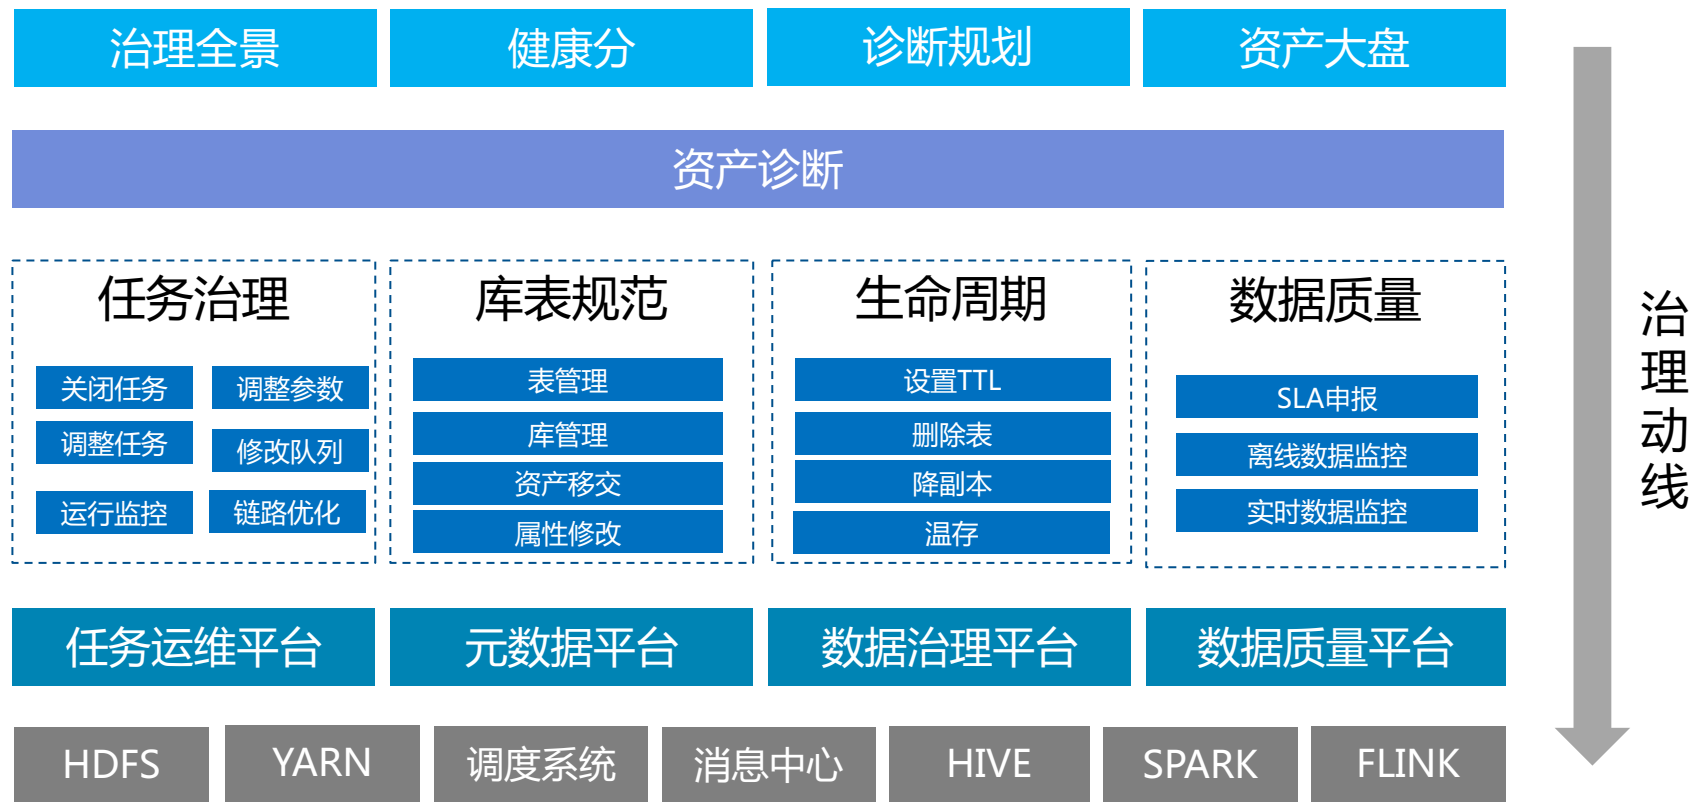 治理全景
健康分
诊断规划
资产大盘
资产诊断
任务治理
关闭任务
调整参数
调整任务
修改队列
运行监控
链路优化
库表规范
表管理
库管理
资产移交
属性修改
生命周期
设置TTL
删除表
降副本
温存
数据质量
SLA申报
离线数据监控
实时数据监控
任务运维平台
元数据平台
数据治理平台
数据质量平台
HDFS
YARN
调度系统
消息中心
HIVE
SPARK
FLINK
治理动线